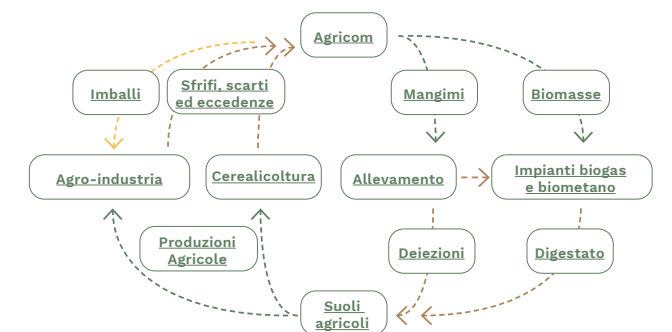 Agricom
Imballi
Sfrifi, scarti
ed eccedenze
Mangimi
Biomasse
Agro-industria
Cerealicoltura
Allevamento
Impianti biogas
e biometano
Produzioni
Agricole
Deiezioni
Digestato
Suoli
agricoli